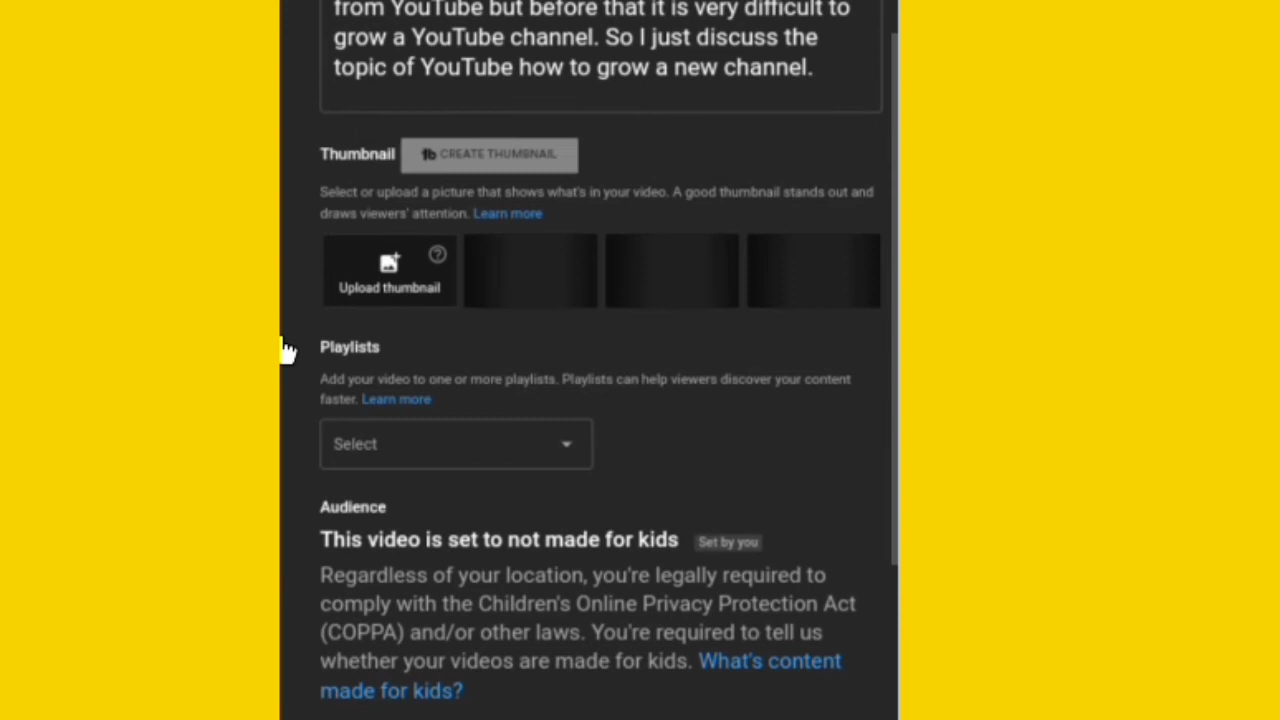 from YouTube but before that it is very difficult to
grow a YouTube channel. So I just discuss the
topic of YouTube how to grow a new channel.
Thumbnail tb CREATE THUMBNAIL
Select or upload a picture that shows what's in your video. A good thumbnail stands out and
draws viewers' attention. Learn more
Upload thumbnail
Playlists
Add your video to one or more playlists. Playlists can help viewers discover your content
faster. Learn more
Select
Audience
This video is set to not made for kids Set by you
Regardless of your location, you're legally required to
comply with the Children's Online Privacy Protection Act
(COPPA) and/or other laws. You're required to tell us
whether your videos are made for kids. What's content
made for kids?